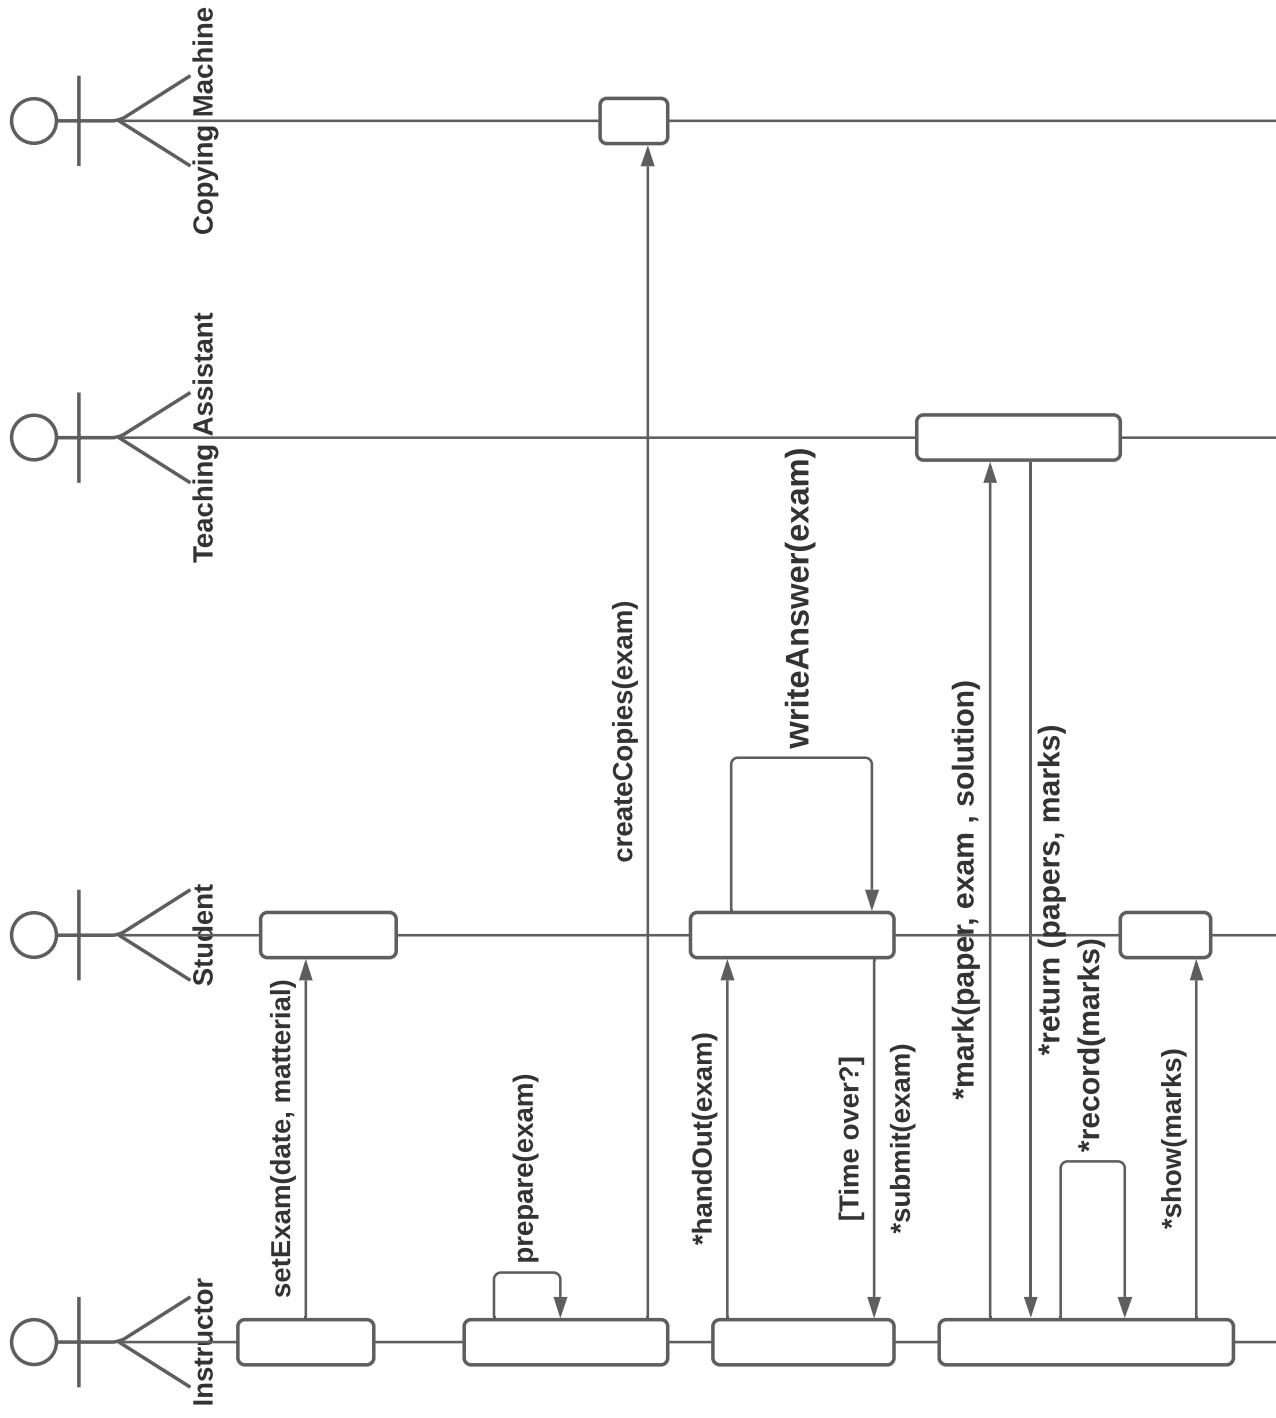 Instructor
Student
Teaching Assistant
Copying Machine
setExam(date, matterial)
prepare(exam)
createCopies(exam)
*handOut(exam)
writeAnswer(exam)
[Time over?]
*submit(exam)
*mark(paper, exam , solution)
*return (papers, marks)
*record(marks)
*show(marks)